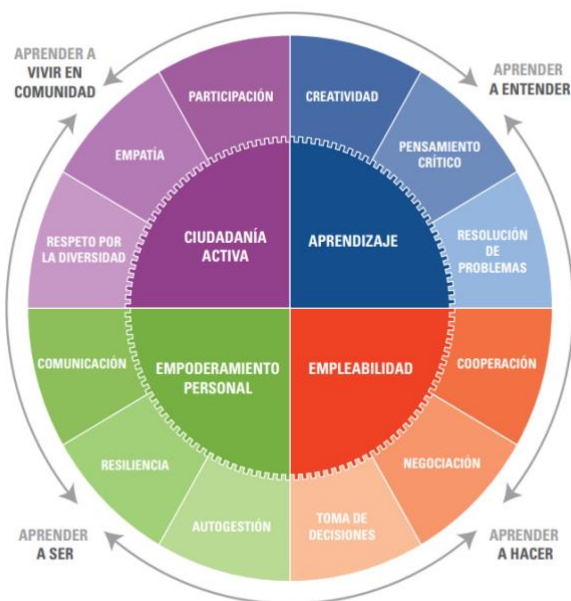 APRENDER A
VIVIR EN
COMUNIDAD
APRENDER
A ENTENDER
PARTICIPACIÓN
CREATIVIDAD
EMPATÍA
PENSAMIENTO
CRÍTICO
RESPETO POR
LA DIVERSIDAD
CIUDADANÍA
ACTIVA
APRENDIZAJE
RESOLUCIÓN
DE
PROBLEMAS
COMUNICACIÓN
EMPODERAMIENTO
PERSONAL
EMPLEABILIDAD
COOPERACIÓN
RESILIENCIA
NEGOCIACIÓN
AUTOGESTIÓN
TOMA DE
DECISIONES
APRENDER
A SER
APRENDER
A HACER